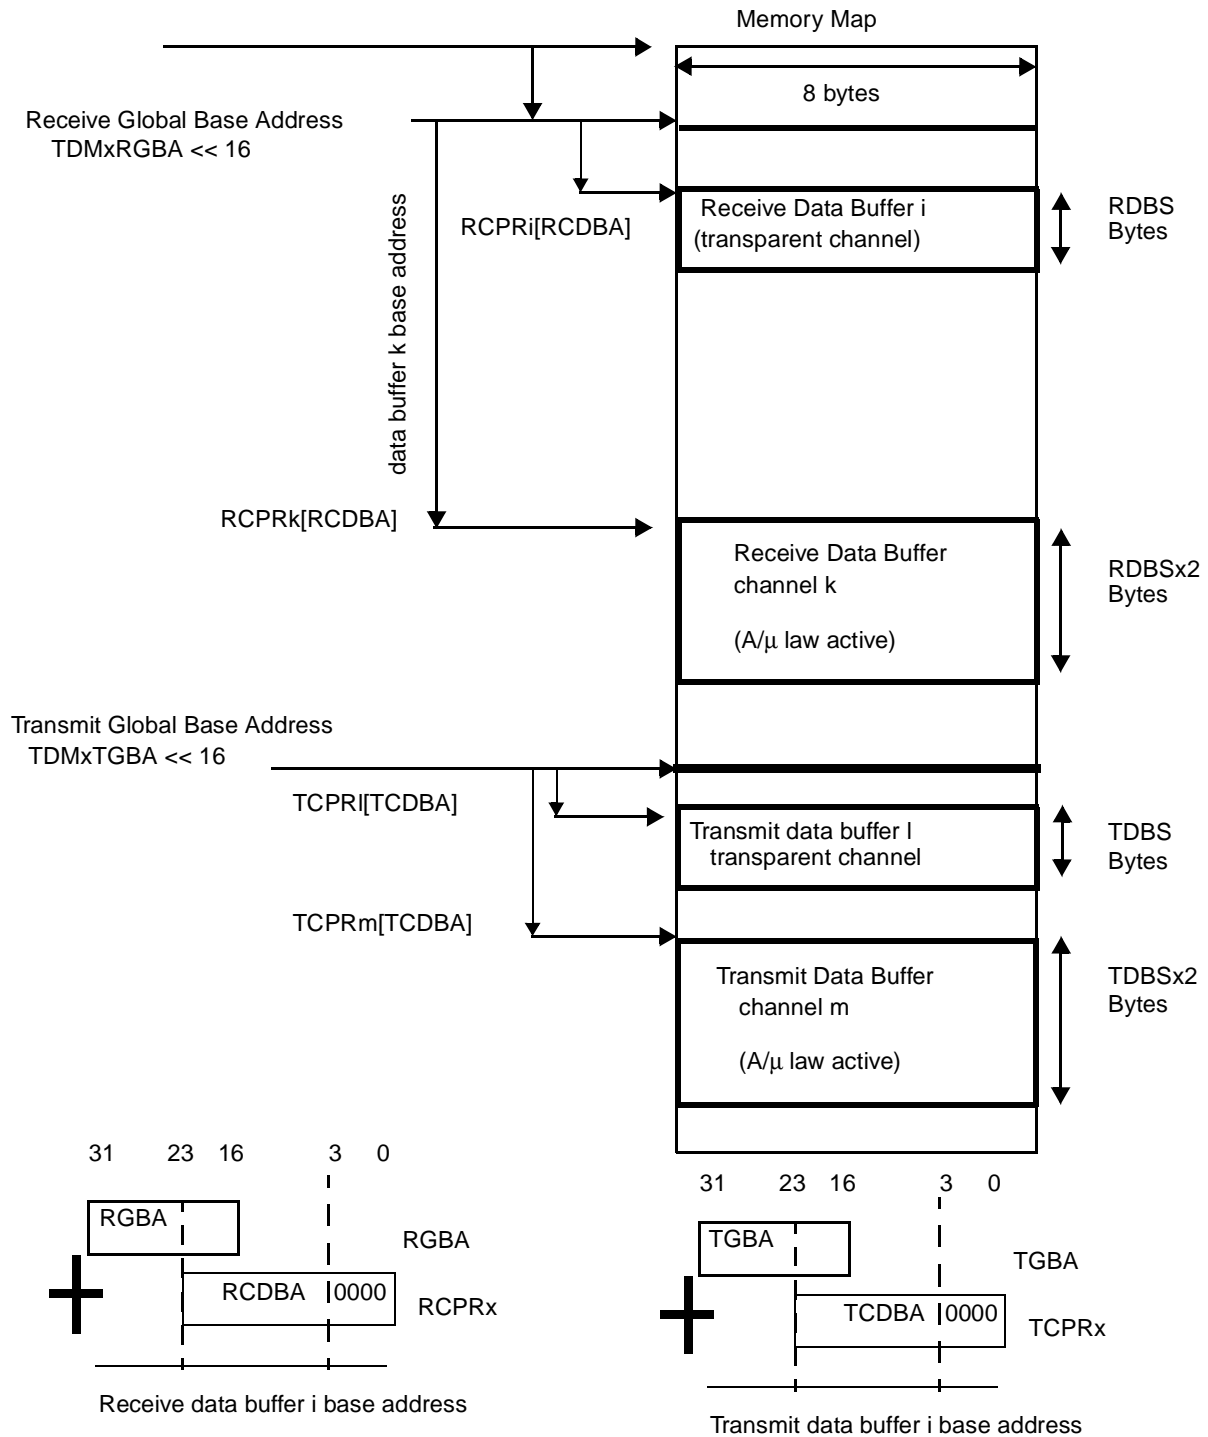 Memory Map
8 bytes
Receive Global Base Address
TDMxRGBA << 16
data buffer k base address
RCPRi[RCDBA]
Receive Data Buffer i
(transparent channel)
RDBS
Bytes
RCPRk[RCDBA]
Receive Data Buffer
channel k
(A/μ law active)
RDBSx2
Bytes
Transmit Global Base Address
TDMxTGBA << 16
TCPRl[TCDBA]
Transmit data buffer l
transparent channel
TDBS
Bytes
TCPRm[TCDBA]
Transmit Data Buffer
channel m
(A/μ law active)
TDBSx2
Bytes
31 23 16 3 0
RGBA
RGBA
RCDBA 0000
RCPRx
Receive data buffer i base address
31 23 16 3 0
TGBA
TGBA
TCDBA 0000
TCPRx
Transmit data buffer i base address